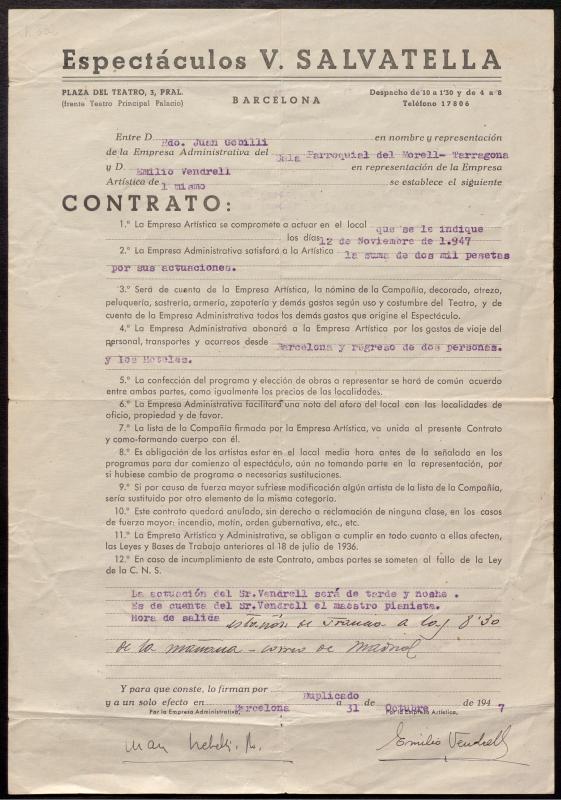 Espectáculos V. SALVATELLA
PLAZA DEL TEATRO, 3, PRAL.
(frente Teatro Principal Palacio)
BARCELONA
Despacho de 10 a 1'30 y de 4 a 8
Teléfono 17806
Entre D. Rdo. Juan Gebilli en nombre y representación
de la Empresa Administrativa del Sala Parroquial del Morell- Tarragona
y D. Emilio Vendrell en representación de la Empresa
Artística de l mismo se establece el siguiente
CONTRATO:
1.º La Empresa Artística se compromete a actuar en el local que se le indique
los días 12 de Noviembre de 1.947
2.º La Empresa Administrativa satisfará a la Artística la suma de dos mil pesetas
por sus actuaciones.
3.º Será de cuenta de la Empresa Artística, la nómina de la Compañía, decorado, atrezo,
peluquería, sastrería, armería, zapatería y demás gastos según uso y costumbre del Teatro, y de
cuenta de la Empresa Administrativa todos los demás gastos que origine el Espectáculo.
4.º La Empresa Administrativa abonará a la Empresa Artística por los gastos de viaje del
personal, transportes y acarreos desde Barcelona y regreso de dos personas.
y los Hoteles.
5.º La confección del programa y elección de obras a representar se hará de común acuerdo
entre ambas partes, como igualmente los precios de las localidades.
6.º La Empresa Administrativa facilitará una nota del aforo del local con las localidades de
oficio, propiedad y de favor.
7.º La lista de la Compañía firmada por la Empresa Artística, va unida al presente Contrato
y como formando cuerpo con él.
8.º Es obligación de los artistas estar en el local media hora antes de la señalada en los
programas para dar comienzo al espectáculo, aún no tomando parte en la representación, por
si hubiese cambio de programa o necesarias sustituciones.
9.º Si por causa de fuerza mayor sufriese modificación algún artista de la lista de la Compañía,
sería sustituido por otro elemento de la misma categoría.
10.º Este contrato quedará anulado, sin derecho a reclamación de ninguna clase, en los casos
de fuerza mayor: incendio, motín, orden gubernativa, etc., etc.
11.º La Empresa Artística y Administrativa, se obligan a cumplir en todo cuanto a ellas afecten,
las Leyes y Bases de Trabajo anteriores al 18 de julio de 1936.
12.º En caso de incumplimiento de este Contrato, ambas partes se someten al fallo de la Ley
de la C. N. S.
La actuación del Sr.Vendrell será de tarde y noche .
Es de cuenta del Sr.Vendrell el maestro pianista.
Hora de salida estación de Francia a las 8'30
de la mañana - correo de Madrid
Y para que conste, lo firman por Duplicado
y a un solo efecto en Barcelona a 31 de Octubre de 1947
Por la Empresa Administrativa, Por la Empresa Artística,
Emilio Vendrell